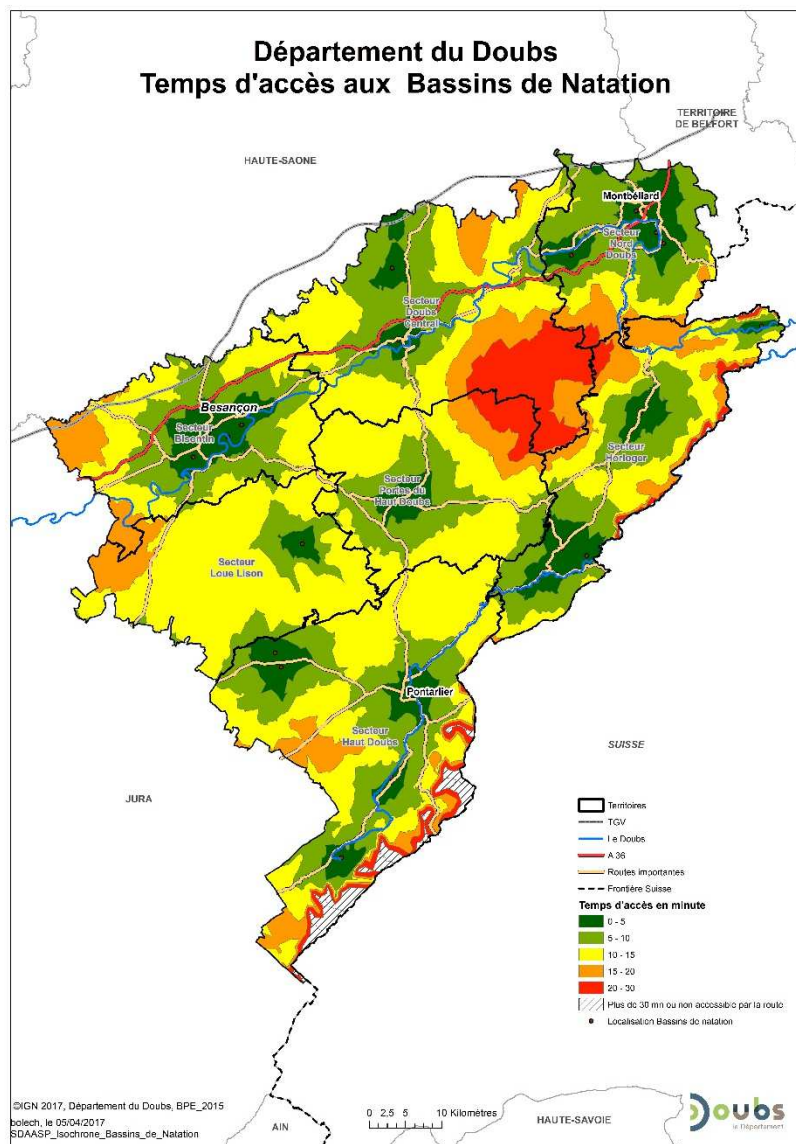 Département du Doubs
Temps d'accès aux Bassins de Natation
TERRITOIRE
DE BELFORT
HAUTE-SAONE
Montbéliard
Secteur
Nord
Doubs
Secteur
Doubs
Central
Besançon
Secteur
Bisontin
Secteur
Horloger
Secteur
Portes du
Haut Doubs
Secteur
Loue Lison
Pontarlier
Secteur
Haut Doubs
SUISSE
JURA
Territoires
TGV
Le Doubs
A 36
Routes importantes
Frontière Suisse
Temps d'accès en minute
0 - 5
5 - 10
10 - 15
15 - 20
20 - 30
Plus de 30 mn ou non accessible par la route
Localisation Bassins de natation
©IGN 2017, Département du Doubs, BPE_2015
bolech, le 05/04/2017
SDAASP_Isochrone_Bassins_de_Natation
AIN
0 2,5 5 10 Kilomètres
HAUTE-SAVOIE
Doubs
le Département